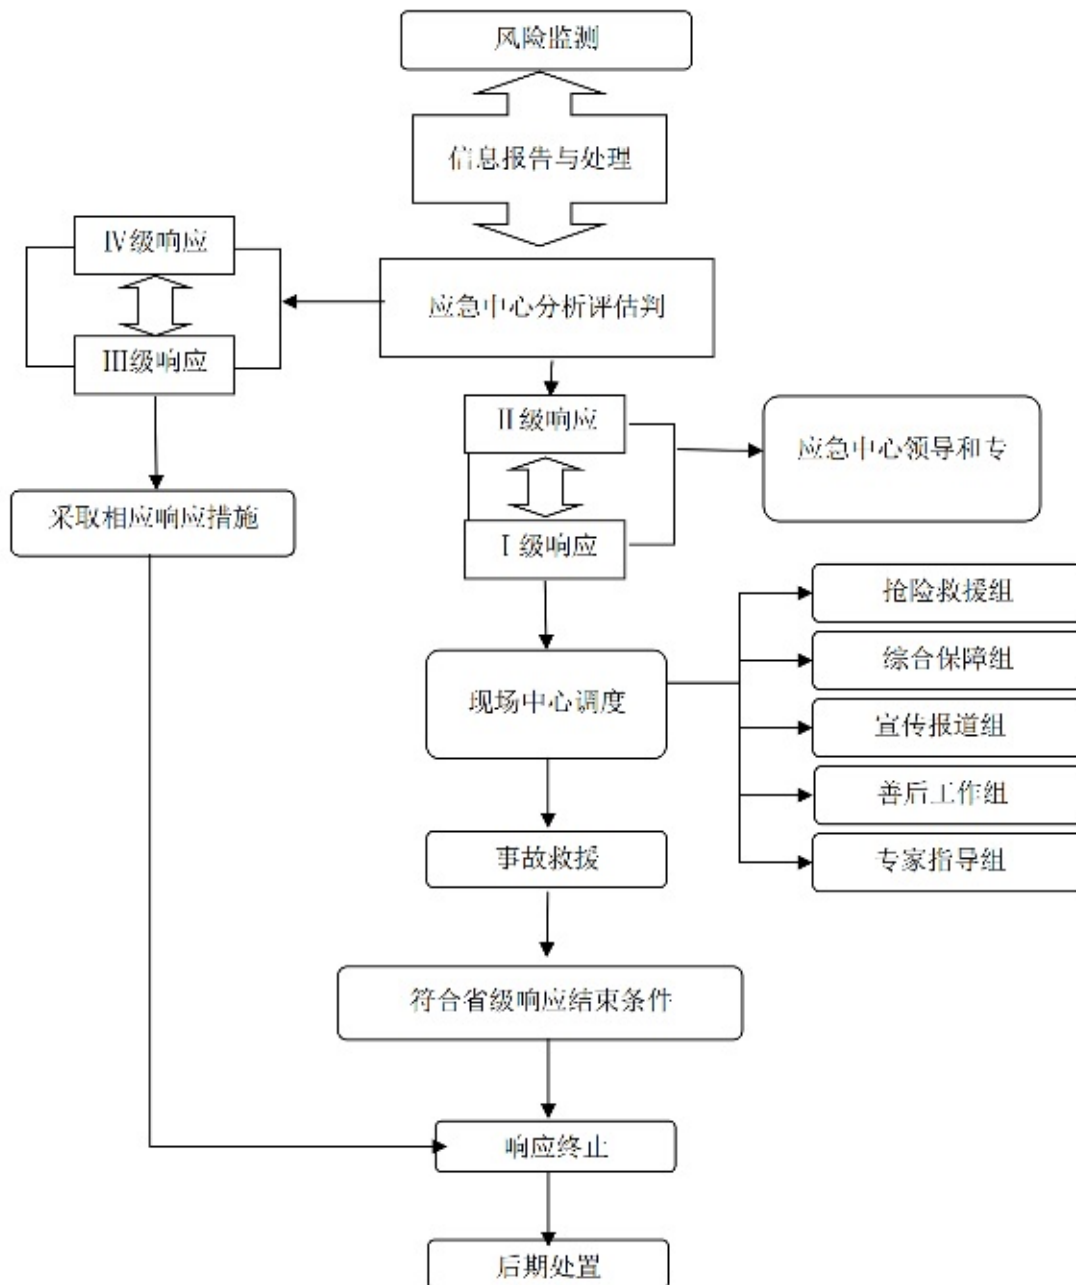 风险监测
信息报告与处理
Ⅳ级响应
应急中心分析评估判
Ⅲ级响应
Ⅱ级响应
应急中心领导和专
采取相应响应措施
Ⅰ级响应
抢险救援组
综合保障组
现场中心调度
宣传报道组
善后工作组
事故救援
专家指导组
符合省级响应结束条件
响应终止
后期处置